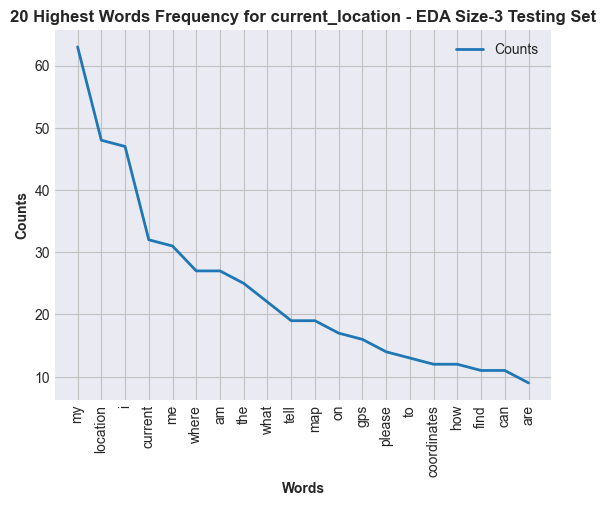 20 Highest Words Frequency for current_location - EDA Size-3 Testing Set
Counts
60
50
40
30
20
10
Counts
my
location
i
current
me
where
am
the
what
tell
map
on
gps
please
to
coordinates
how
find
can
are
Words